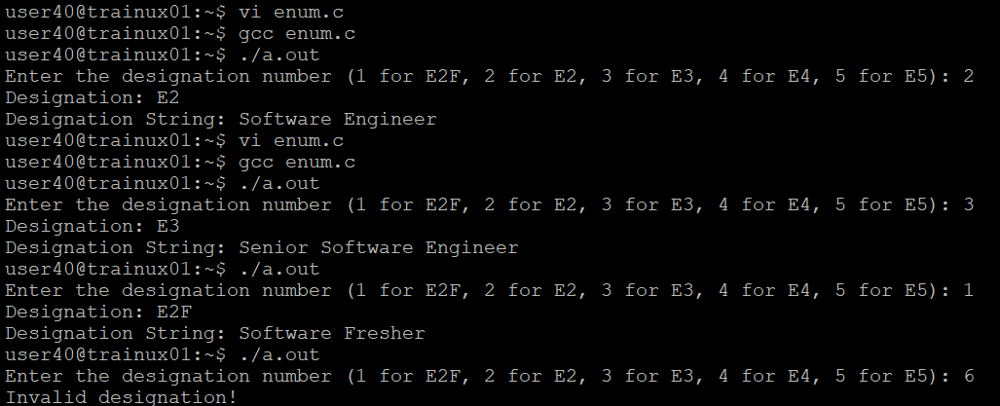 user40@trainux01:~$ vi enum.c
user40@trainux01:~$ gcc enum.c
user40@trainux01:~$ ./a.out
Enter the designation number (1 for E2F, 2 for E2, 3 for E3, 4 for E4, 5 for E5): 2
Designation: E2
Designation String: Software Engineer
user40@trainux01:~$ vi enum.c
user40@trainux01:~$ gcc enum.c
user40@trainux01:~$ ./a.out
Enter the designation number (1 for E2F, 2 for E2, 3 for E3, 4 for E4, 5 for E5): 3
Designation: E3
Designation String: Senior Software Engineer
user40@trainux01:~$ ./a.out
Enter the designation number (1 for E2F, 2 for E2, 3 for E3, 4 for E4, 5 for E5): 1
Designation: E2F
Designation String: Software Fresher
user40@trainux01:~$ ./a.out
Enter the designation number (1 for E2F, 2 for E2, 3 for E3, 4 for E4, 5 for E5): 6
Invalid designation!